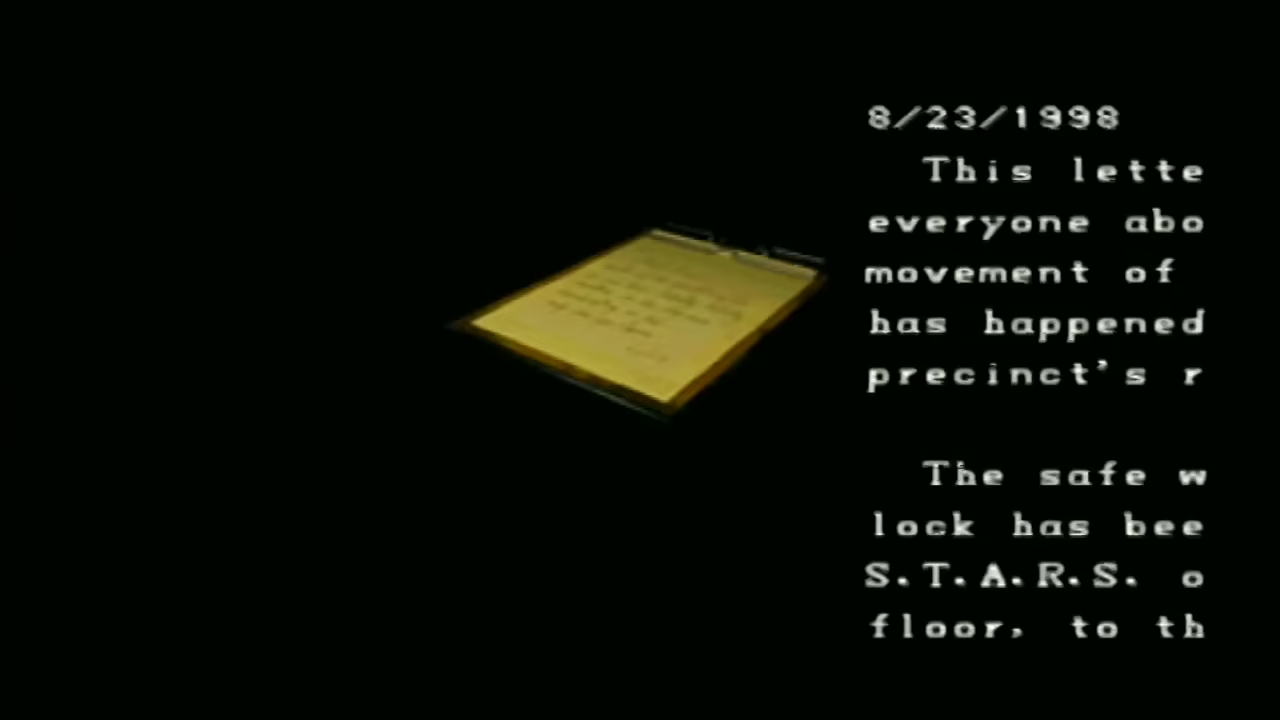 8/23/1998
This lette
everyone abo
movement of
has happened
precinct's r
The safe w
lock has bee
S.T.A.R.S. o
floor, to th